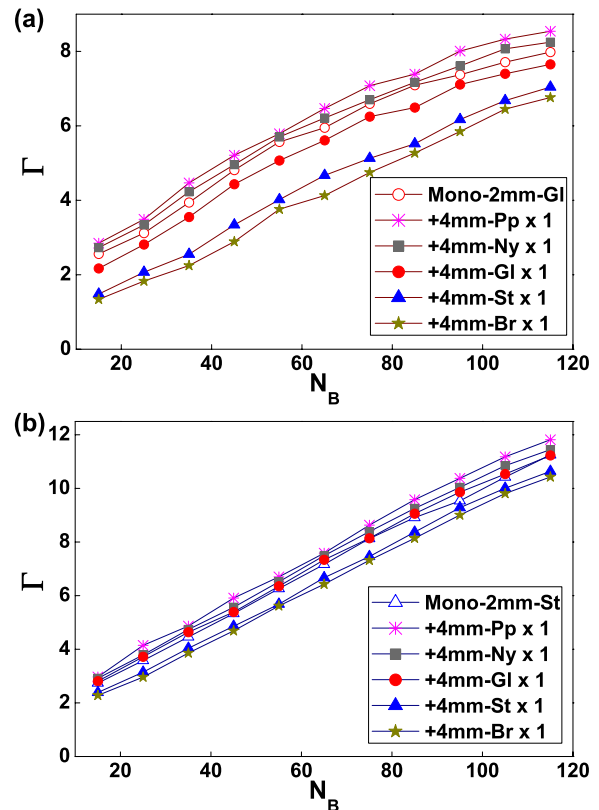 (a)
8
6
4
2
0
Γ
Mono-2mm-Gl
+4mm-Pp x 1
+4mm-Ny x 1
+4mm-Gl x 1
+4mm-St x 1
+4mm-Br x 1
20 40 60 80 100 120
N_B
(b)
12
10
8
6
4
2
0
Γ
Mono-2mm-St
+4mm-Pp x 1
+4mm-Ny x 1
+4mm-Gl x 1
+4mm-St x 1
+4mm-Br x 1
20 40 60 80 100 120
N_B